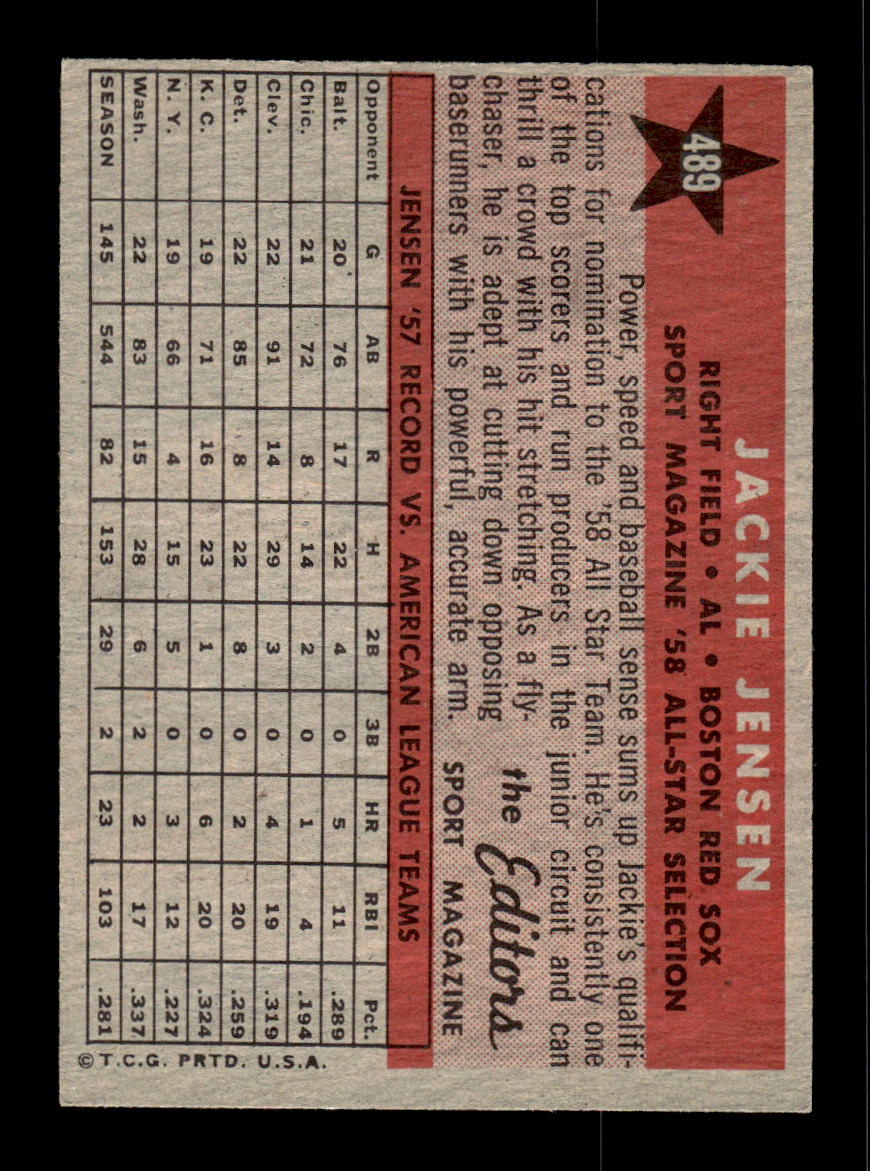 489
JACKIE JENSEN
RIGHT FIELD • AL • BOSTON RED SOX
SPORT MAGAZINE '58 ALL-STAR SELECTION
Power, speed and baseball sense sums up Jackie's qualifi-
cations for nomination to the '58 All Star Team. He's consistently one
of the top scorers and run producers in the junior circuit and can
thrill a crowd with his hit stretching. As a fly-
chaser, he is adept at cutting down opposing
baserunners with his powerful, accurate arm.
the Editors
SPORT MAGAZINE
JENSEN '57 RECORD VS. AMERICAN LEAGUE TEAMS
Opponent G AB R H 2B 3B HR RBI Pct.
Balt. 20 76 17 22 4 0 5 11 .289
Chic. 21 72 8 14 2 0 1 4 .194
Clev. 22 91 14 29 3 0 4 19 .319
Det. 22 85 8 22 8 0 2 20 .259
K. C. 19 71 16 23 1 0 6 20 .324
N. Y. 19 66 4 15 5 0 3 12 .227
Wash. 22 83 15 28 6 2 2 17 .337
SEASON 145 544 82 153 29 2 23 103 .281
© T.C.G. PRTD. U.S.A.